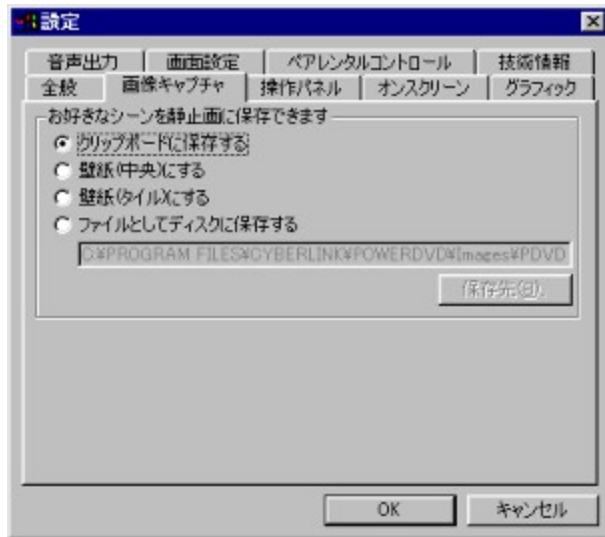 設定
音声出力 画面設定 ペアレンタルコントロール 技術情報
全般 画像キャプチャ 操作パネル オンスクリーン グラフィック
お好きなシーンを静止画に保存できます
クリップボードに保存する
壁紙(中央)にする
壁紙(タイル)にする
ファイルとしてディスクに保存する
C:¥PROGRAM FILES¥CYBERLINK¥POWERDVD¥Images¥PDVD
保存先(B)...
OK キャンセル